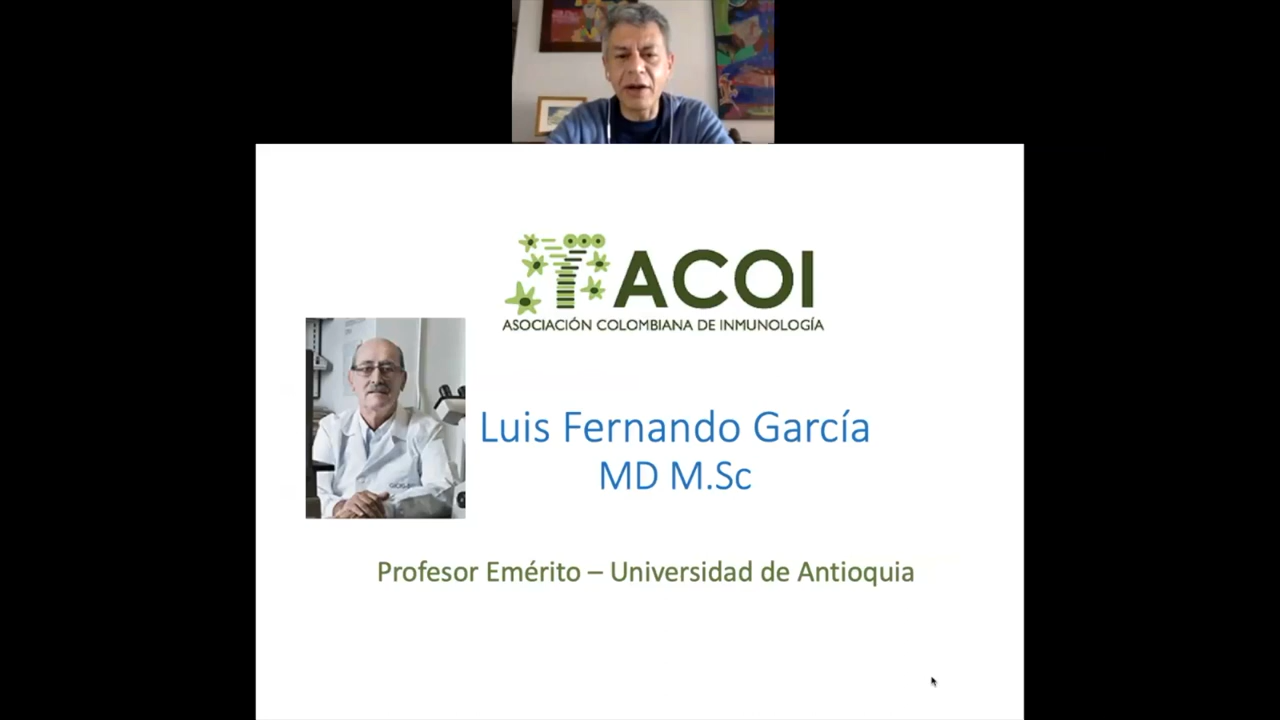 ACOI
ASOCIACIÓN COLOMBIANA DE INMUNOLOGÍA
Luis Fernando García
MD M.Sc
Profesor Emérito – Universidad de Antioquia